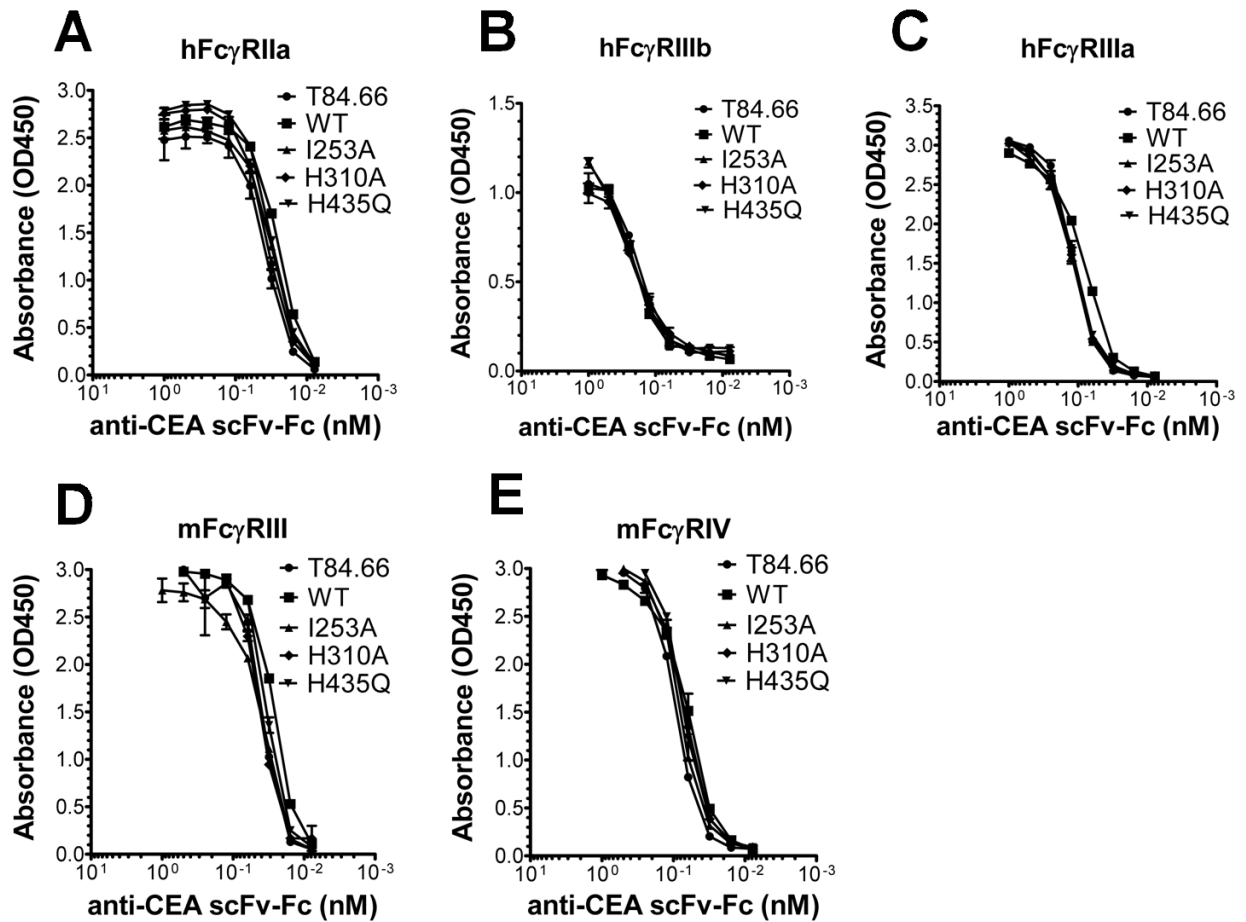 A
hFcγRIIa
Absorbance (OD450)
3.0
2.5
2.0
1.5
1.0
0.5
0.0
10¹ 10⁰ 10⁻¹ 10⁻² 10⁻³
anti-CEA scFv-Fc (nM)
T84.66
WT
I253A
H310A
H435Q
B
hFcγRIIIb
Absorbance (OD450)
1.5
1.0
0.5
0.0
10¹ 10⁰ 10⁻¹ 10⁻²
anti-CEA scFv-Fc (nM)
T84.66
WT
I253A
H310A
H435Q
C
hFcγRIIIa
Absorbance (OD450)
3.5
3.0
2.5
2.0
1.5
1.0
0.5
0.0
10¹ 10⁰ 10⁻¹ 10⁻² 10⁻³
anti-CEA scFv-Fc (nM)
T84.66
WT
I253A
H310A
H435Q
D
mFcγRIII
Absorbance (OD450)
3.0
2.5
2.0
1.5
1.0
0.5
0.0
10¹ 10⁰ 10⁻¹ 10⁻² 10⁻³
anti-CEA scFv-Fc (nM)
T84.66
WT
I253A
H310A
H435Q
E
mFcγRIV
Absorbance (OD450)
3.0
2.5
2.0
1.5
1.0
0.5
0.0
10¹ 10⁰ 10⁻¹ 10⁻² 10⁻³
anti-CEA scFv-Fc (nM)
T84.66
WT
I253A
H310A
H435Q